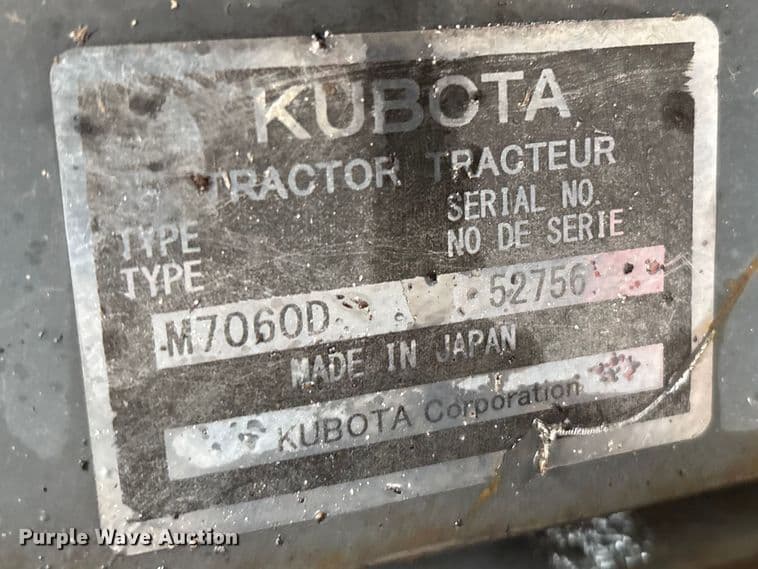 KUBOTA
TRACTOR TRACTEUR
TYPE SERIAL NO.
TYPE NO DE SERIE
M7060D 52756
MADE IN JAPAN
KUBOTA Corporation
Purple Wave Auction®